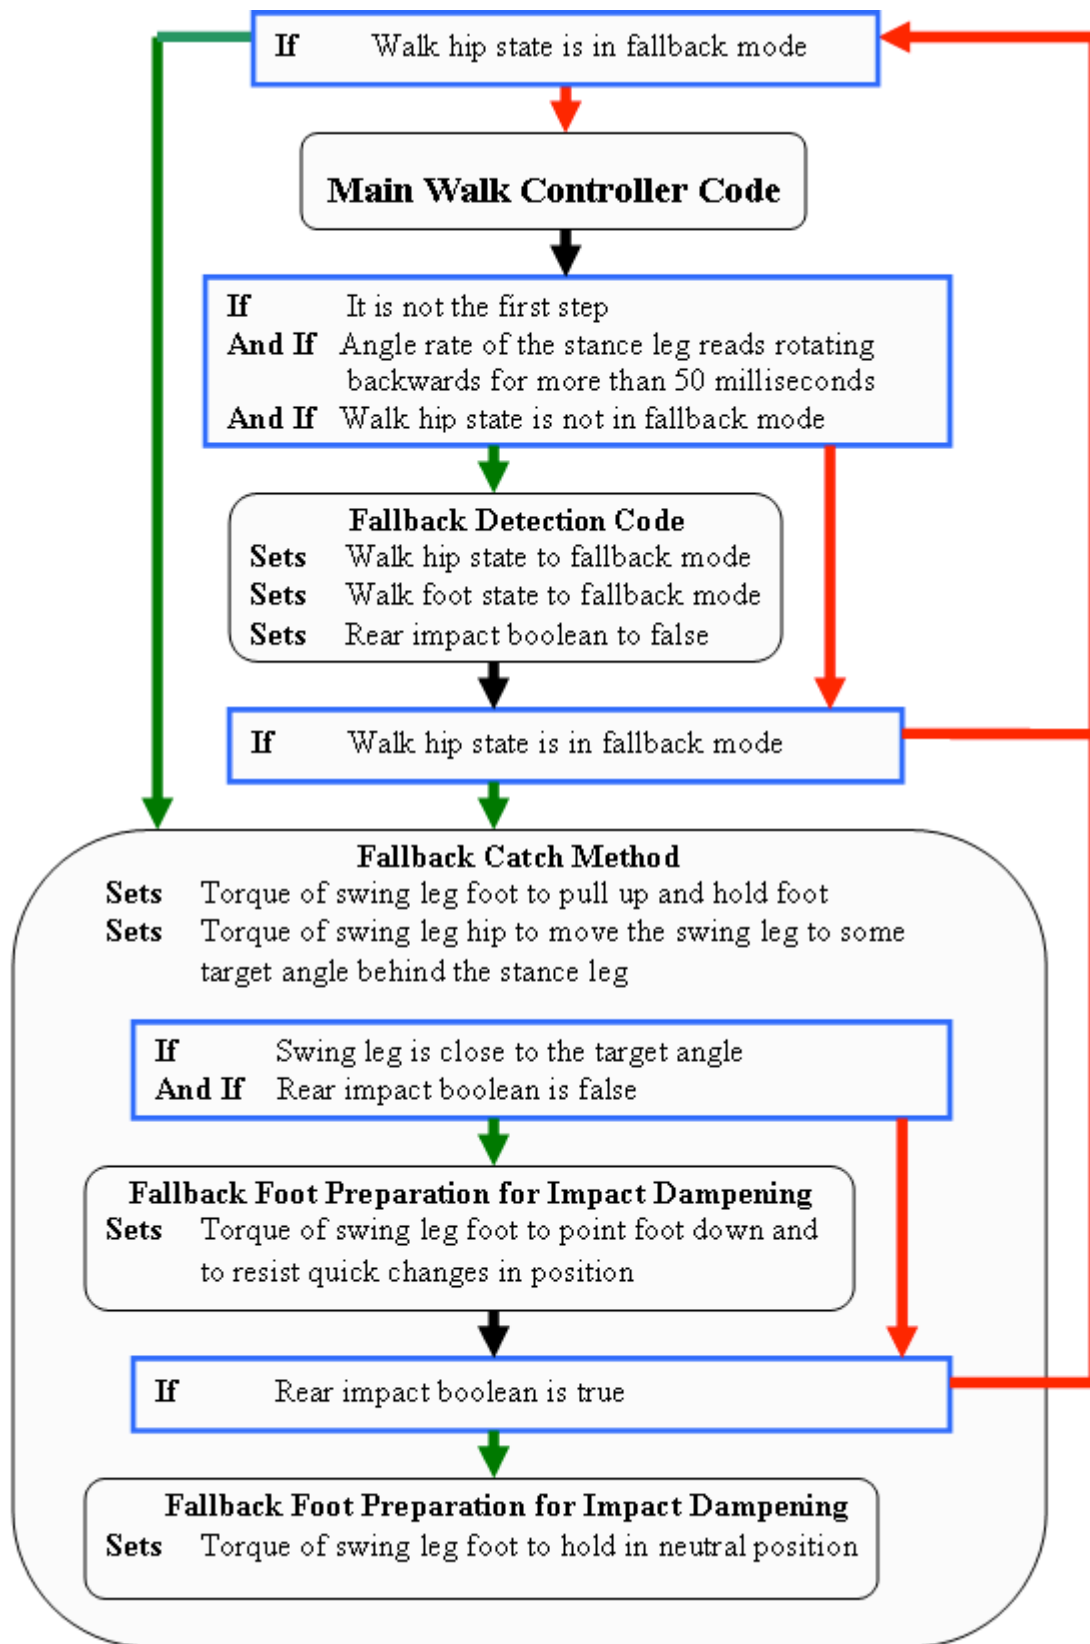 If Walk hip state is in fallback mode
Main Walk Controller Code
If It is not the first step
And If Angle rate of the stance leg reads rotating
backwards for more than 50 milliseconds
And If Walk hip state is not in fallback mode
Fallback Detection Code
Sets Walk hip state to fallback mode
Sets Walk foot state to fallback mode
Sets Rear impact boolean to false
If Walk hip state is in fallback mode
Fallback Catch Method
Sets Torque of swing leg foot to pull up and hold foot
Sets Torque of swing leg hip to move the swing leg to some
target angle behind the stance leg
If Swing leg is close to the target angle
And If Rear impact boolean is false
Fallback Foot Preparation for Impact Dampening
Sets Torque of swing leg foot to point foot down and
to resist quick changes in position
If Rear impact boolean is true
Fallback Foot Preparation for Impact Dampening
Sets Torque of swing leg foot to hold in neutral position